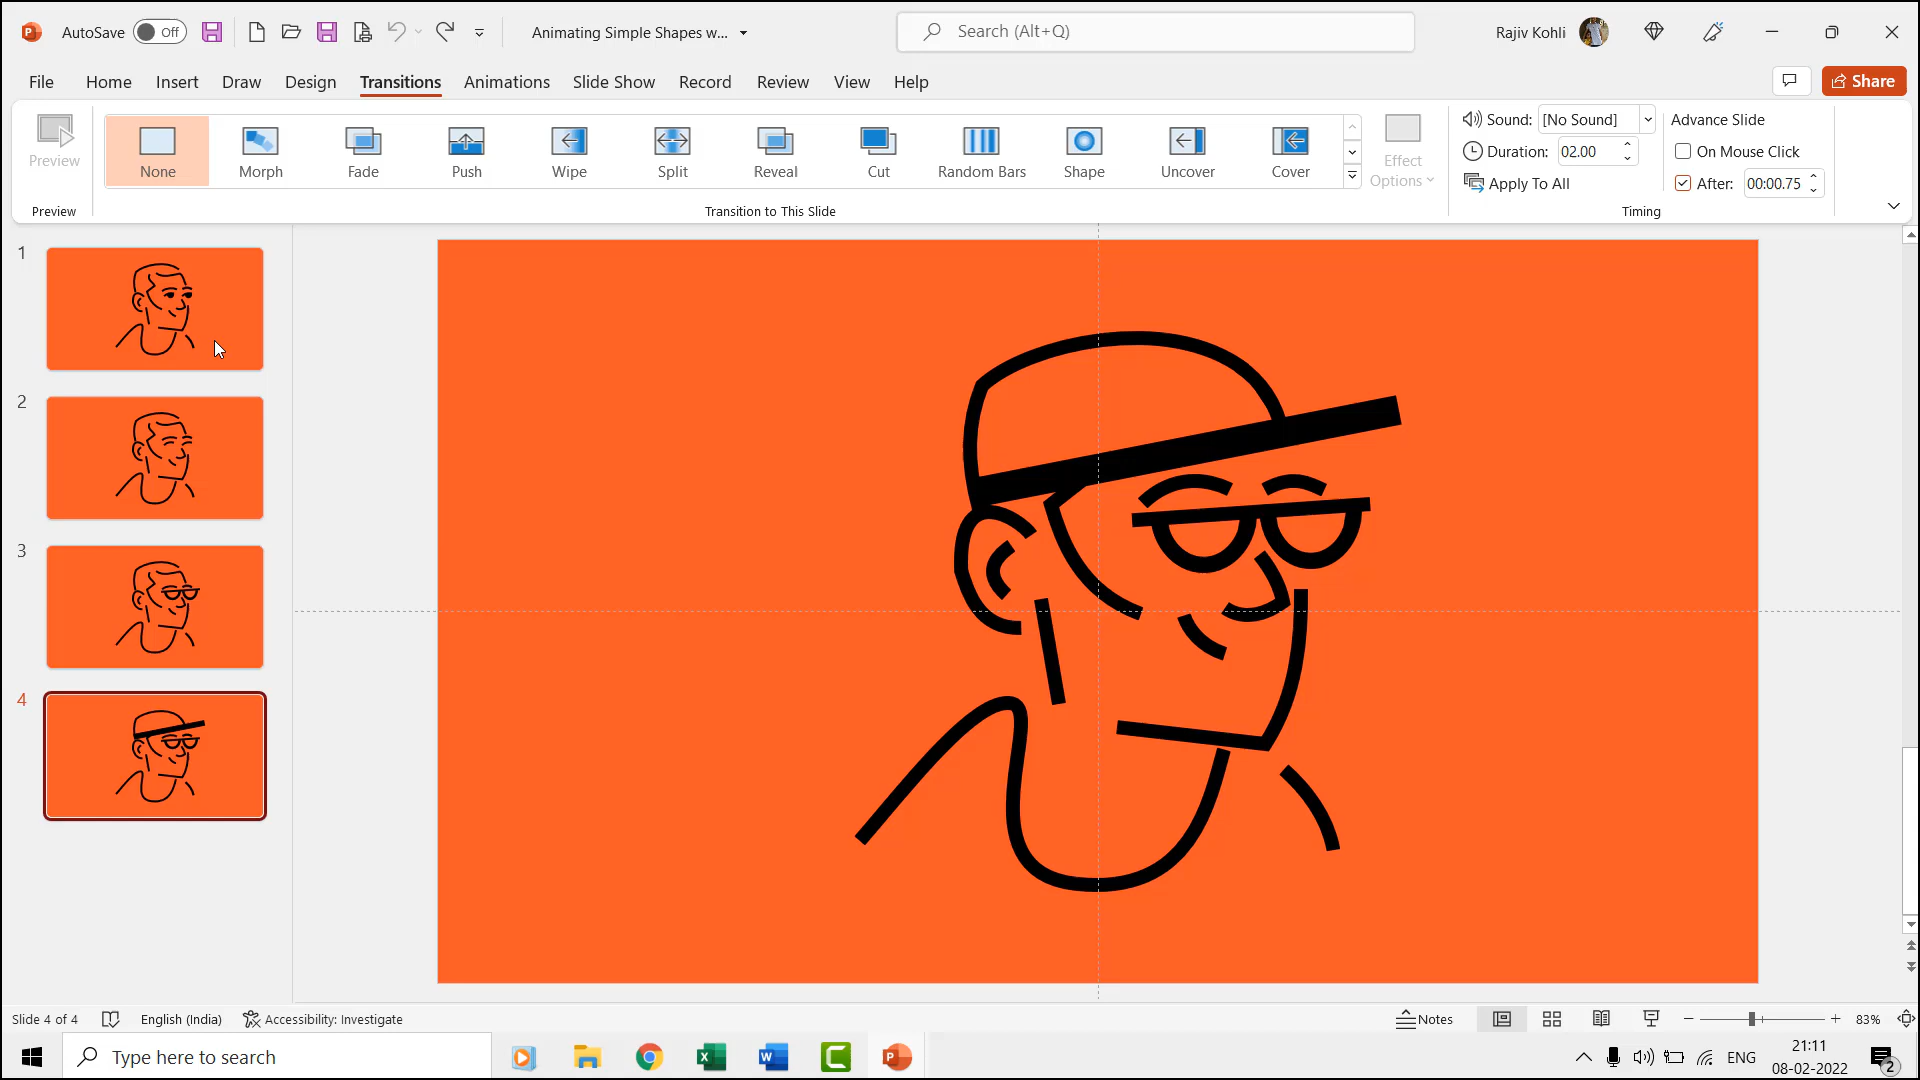 AutoSave Off
Animating Simple Shapes w...
Search (Alt+Q)
Rajiv Kohli
File Home Insert Draw Design Transitions Animations Slide Show Record Review View Help
Share
Preview
None
Morph
Fade
Push
Wipe
Split
Reveal
Cut
Random Bars
Shape
Uncover
Cover
Effect
Options
Sound: [No Sound]
Duration: 02.00
Apply To All
Advance Slide
On Mouse Click
After: 00:00.75
Preview
Transition to This Slide
Timing
1
2
3
4
Slide 4 of 4
English (India)
Accessibility: Investigate
Notes
83%
Type here to search
ENG
21:11
08-02-2022
2